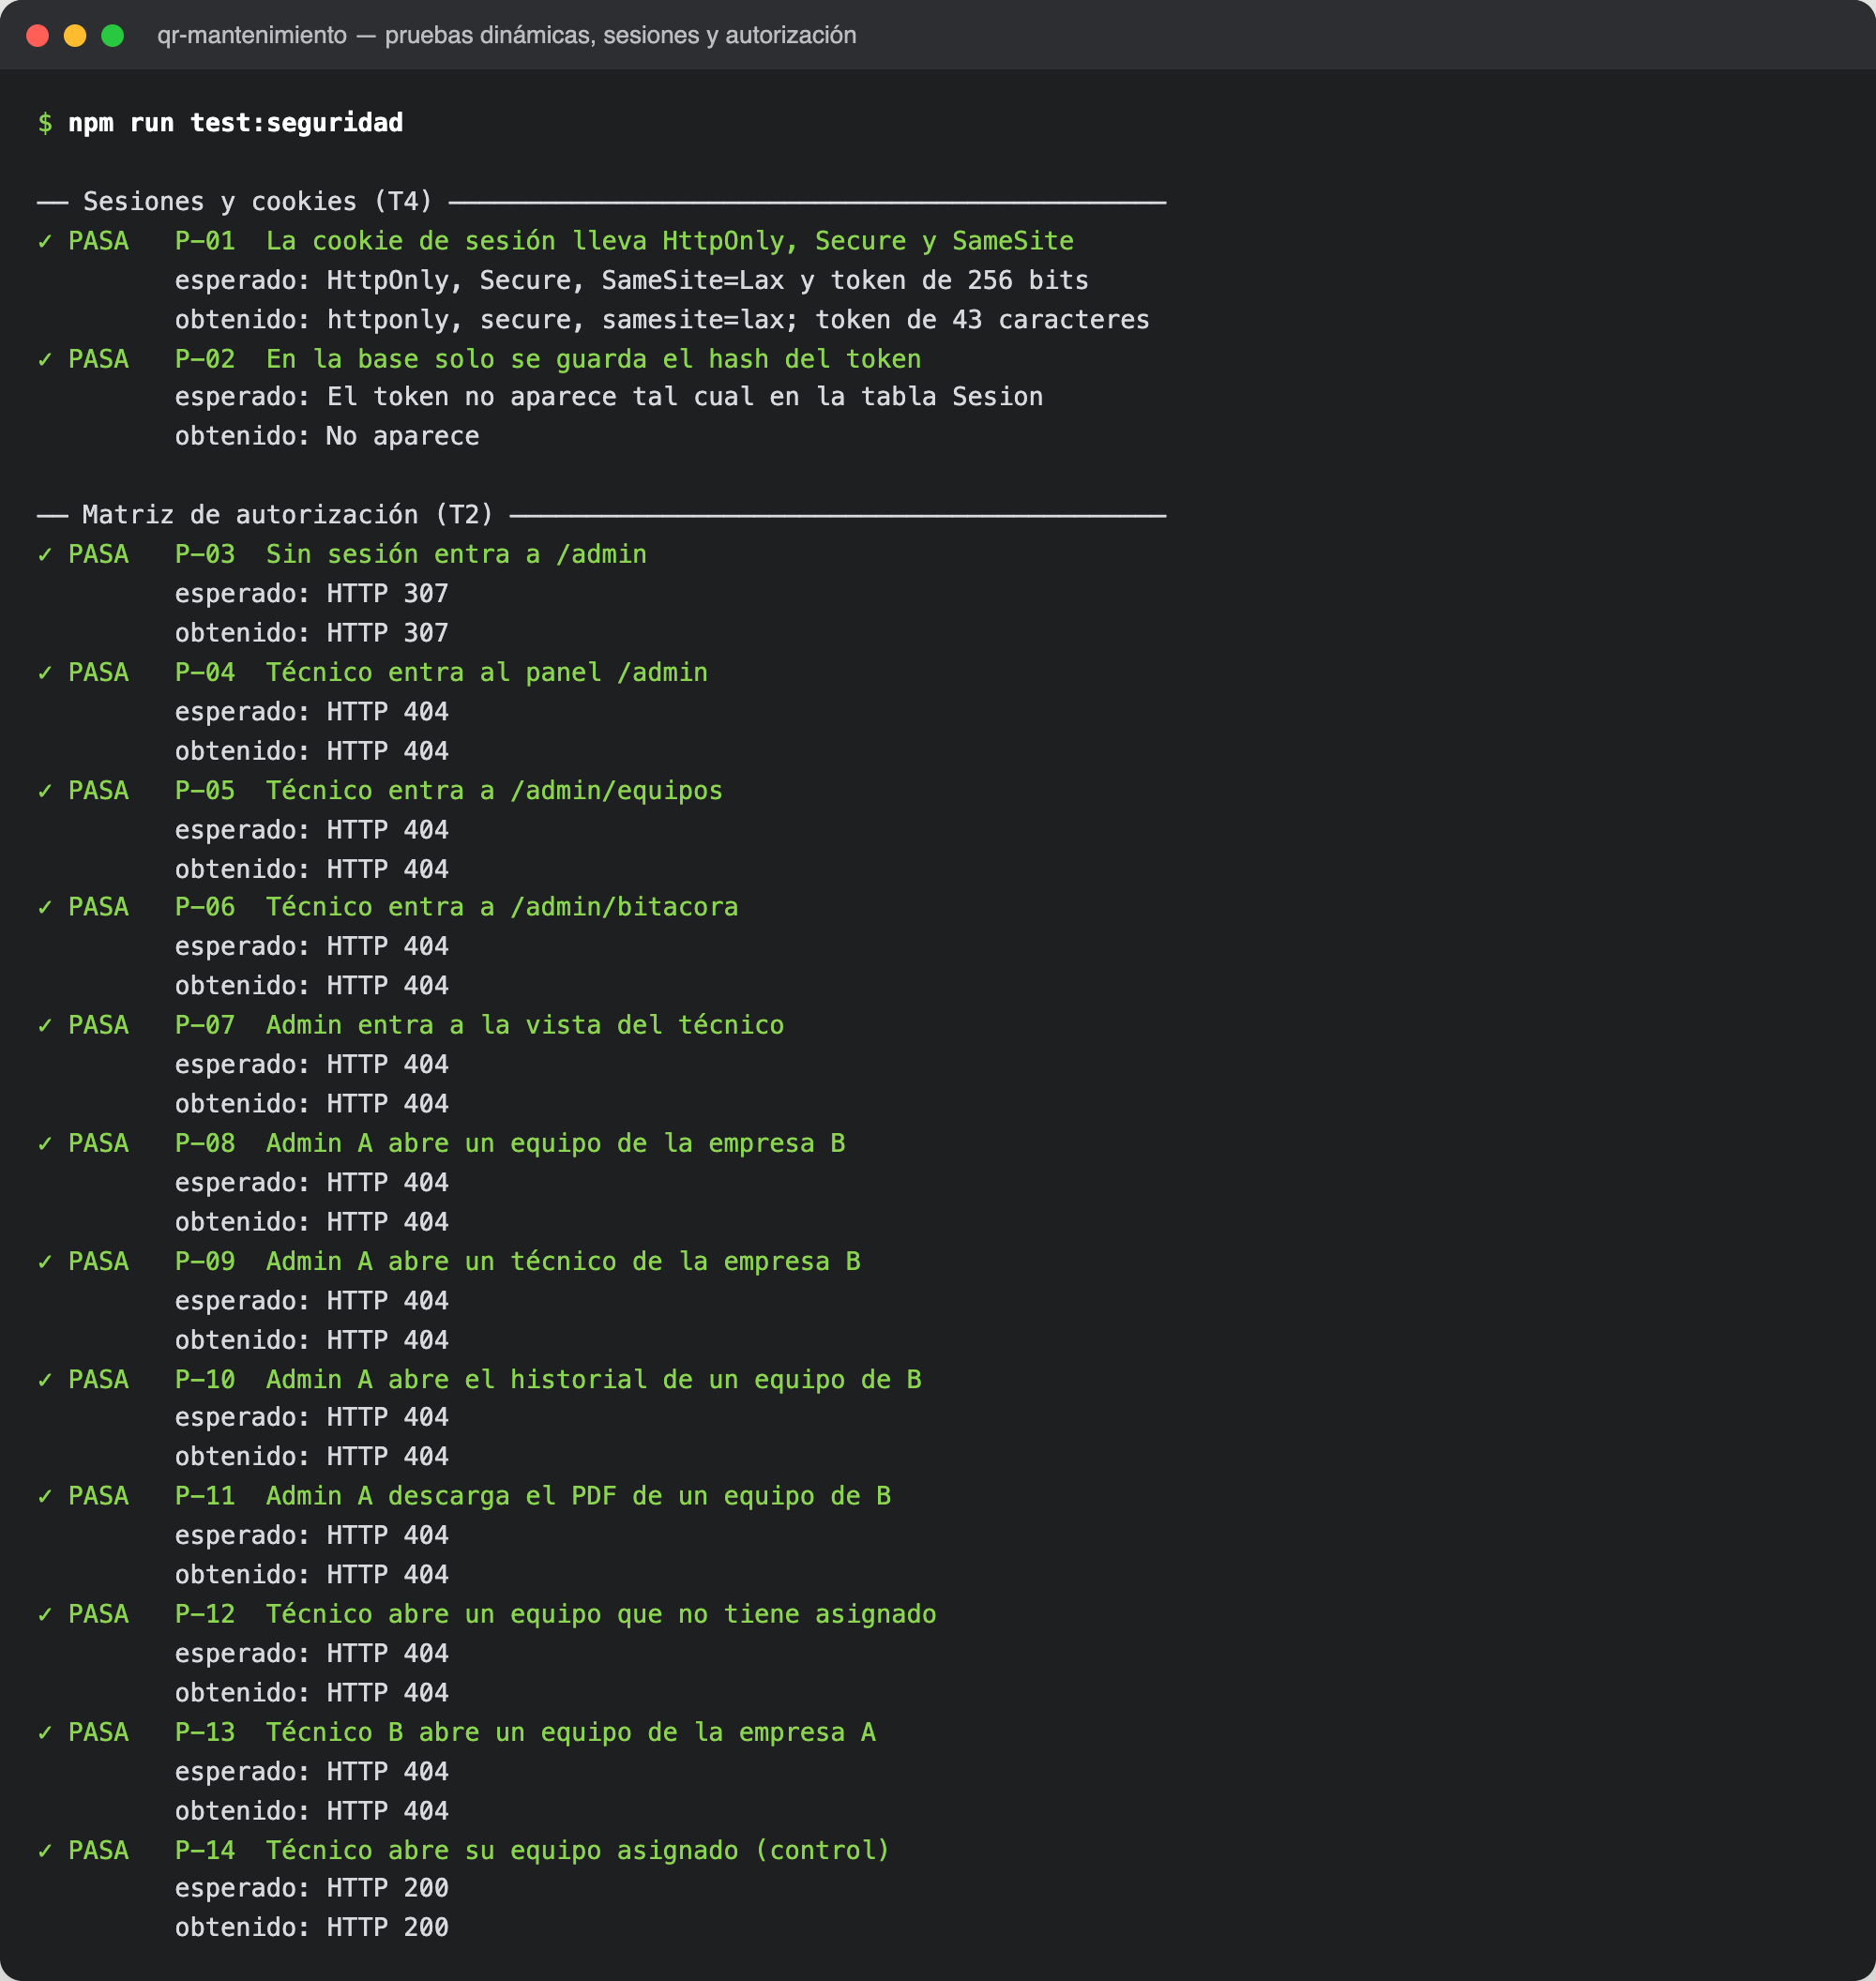 qr-mantenimiento — pruebas dinámicas, sesiones y autorización
$ npm run test:seguridad
── Sesiones y cookies (T4) ───────────────────────────────────────────────
✓ PASA   P-01  La cookie de sesión lleva HttpOnly, Secure y SameSite
esperado: HttpOnly, Secure, SameSite=Lax y token de 256 bits
obtenido: httponly, secure, samesite=lax; token de 43 caracteres
✓ PASA   P-02  En la base solo se guarda el hash del token
esperado: El token no aparece tal cual en la tabla Sesion
obtenido: No aparece
── Matriz de autorización (T2) ───────────────────────────────────────────
✓ PASA   P-03  Sin sesión entra a /admin
esperado: HTTP 307
obtenido: HTTP 307
✓ PASA   P-04  Técnico entra al panel /admin
esperado: HTTP 404
obtenido: HTTP 404
✓ PASA   P-05  Técnico entra a /admin/equipos
esperado: HTTP 404
obtenido: HTTP 404
✓ PASA   P-06  Técnico entra a /admin/bitacora
esperado: HTTP 404
obtenido: HTTP 404
✓ PASA   P-07  Admin entra a la vista del técnico
esperado: HTTP 404
obtenido: HTTP 404
✓ PASA   P-08  Admin A abre un equipo de la empresa B
esperado: HTTP 404
obtenido: HTTP 404
✓ PASA   P-09  Admin A abre un técnico de la empresa B
esperado: HTTP 404
obtenido: HTTP 404
✓ PASA   P-10  Admin A abre el historial de un equipo de B
esperado: HTTP 404
obtenido: HTTP 404
✓ PASA   P-11  Admin A descarga el PDF de un equipo de B
esperado: HTTP 404
obtenido: HTTP 404
✓ PASA   P-12  Técnico abre un equipo que no tiene asignado
esperado: HTTP 404
obtenido: HTTP 404
✓ PASA   P-13  Técnico B abre un equipo de la empresa A
esperado: HTTP 404
obtenido: HTTP 404
✓ PASA   P-14  Técnico abre su equipo asignado (control)
esperado: HTTP 200
obtenido: HTTP 200